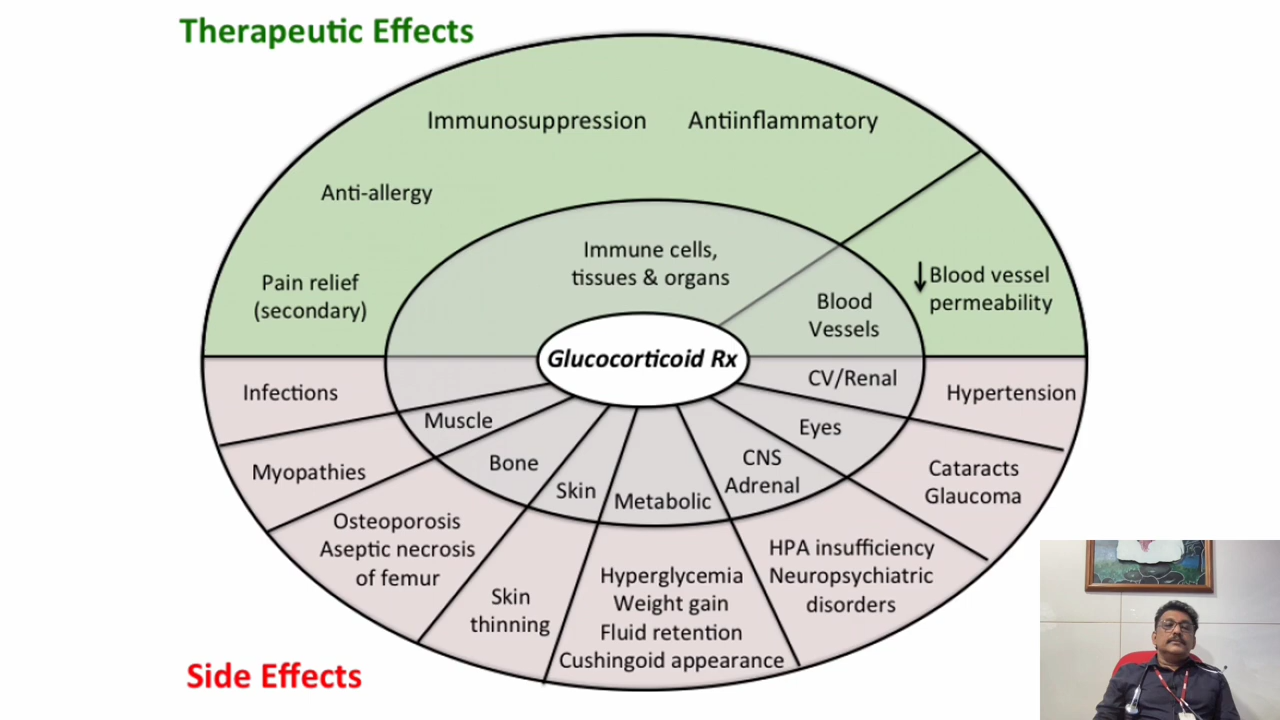 Therapeutic Effects
Immunosuppression
Antiinflammatory
Anti-allergy
Pain relief
(secondary)
Immune cells,
tissues & organs
Blood
Vessels
↓Blood vessel
permeability
Glucocorticoid Rx
CV/Renal
Hypertension
Infections
Muscle
Eyes
Myopathies
Bone
CNS
Adrenal
Cataracts
Glaucoma
Skin
Metabolic
Osteoporosis
Aseptic necrosis
of femur
HPA insufficiency
Neuropsychiatric
disorders
Skin
thinning
Hyperglycemia
Weight gain
Fluid retention
Cushingoid appearance
Side Effects